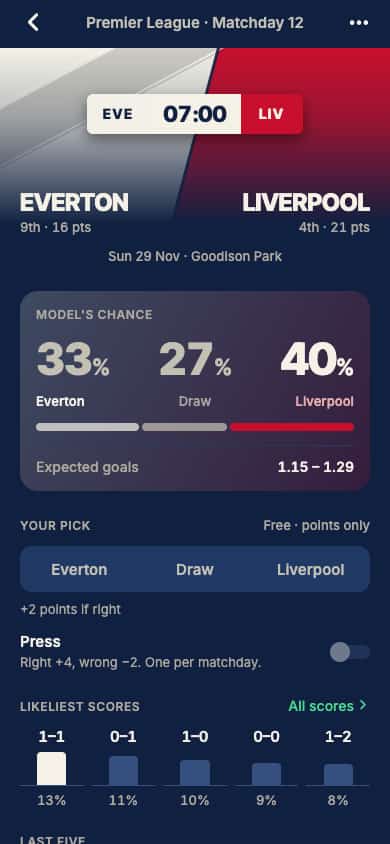 Premier League · Matchday 12
EVE 07:00 LIV
EVERTON LIVERPOOL
9th · 16 pts 4th · 21 pts
Sun 29 Nov · Goodison Park
MODEL'S CHANCE
33% 27% 40%
Everton Draw Liverpool
Expected goals 1.15 – 1.29
YOUR PICK Free · points only
Everton Draw Liverpool
+2 points if right
Press
Right +4, wrong −2. One per matchday.
LIKELIEST SCORES All scores
1–1 0–1 1–0 0–0 1–2
13% 11% 10% 9% 8%
LAST FIVE